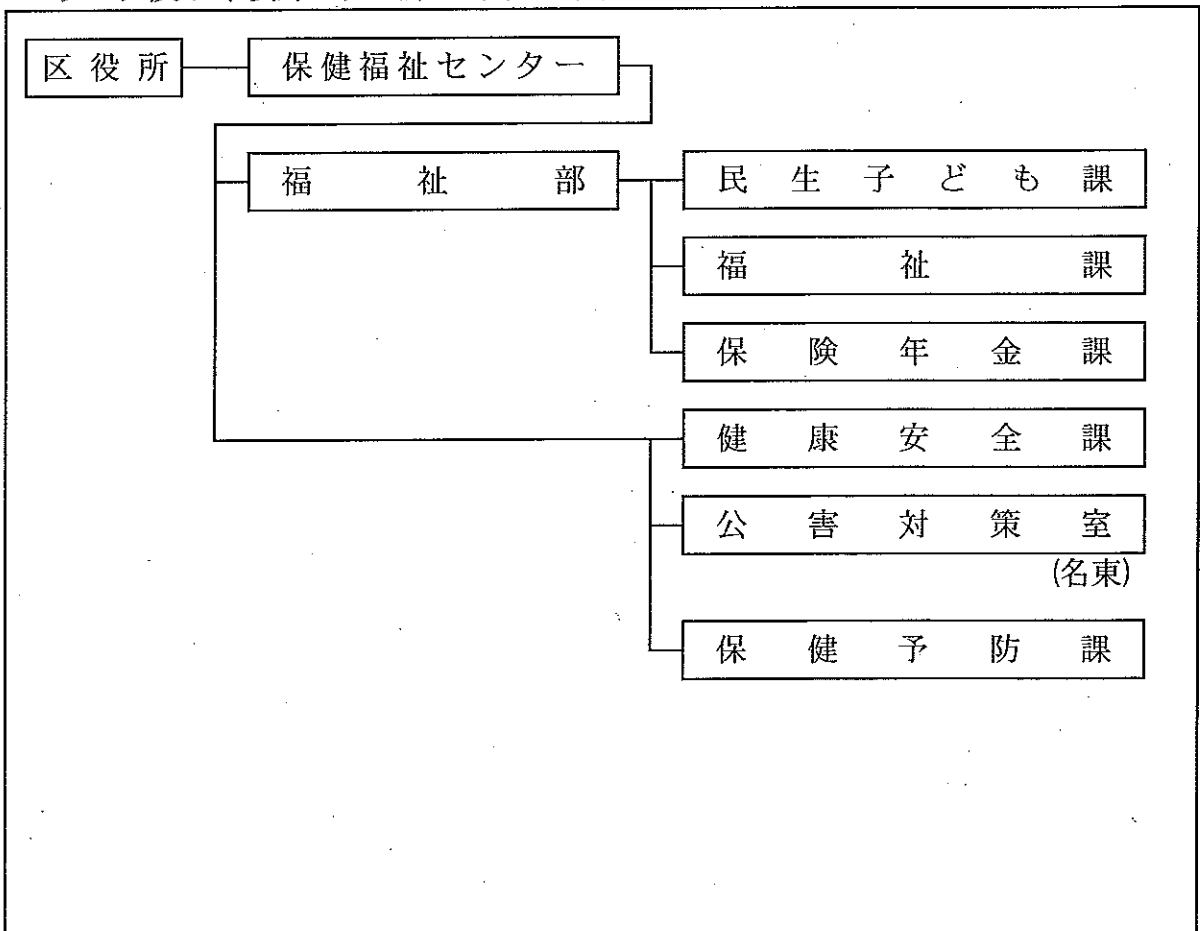 区役所 保健福祉センター
福祉部 民生子ども課
福祉課
保険年金課
健康安全課
公害対策室
(名東)
保健予防課